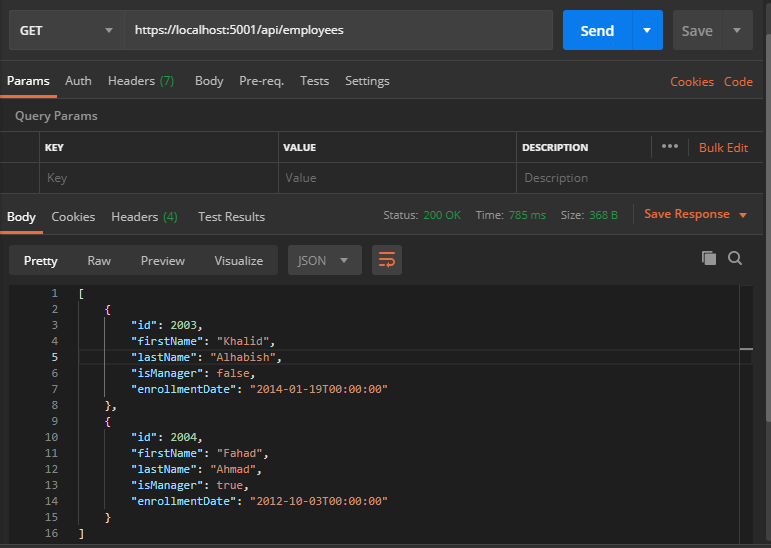 GET https://localhost:5001/api/employees Send Save
Params Auth Headers (7) Body Pre-req. Tests Settings Cookies Code
Query Params
KEY VALUE DESCRIPTION ••• Bulk Edit
Key Value Description
Body Cookies Headers (4) Test Results Status: 200 OK Time: 785 ms Size: 368 B Save Response
Pretty Raw Preview Visualize JSON
1 [
2 {
3 "id": 2003,
4 "firstName": "Khalid",
5 "lastName": "Alhabish",
6 "isManager": false,
7 "enrollmentDate": "2014-01-19T00:00:00"
8 },
9 {
10 "id": 2004,
11 "firstName": "Fahad",
12 "lastName": "Ahmad",
13 "isManager": true,
14 "enrollmentDate": "2012-10-03T00:00:00"
15 }
16 ]